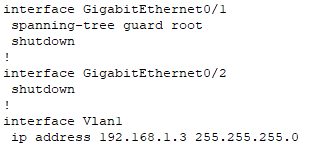 interface GigabitEthernet0/1
 spanning-tree guard root
 shutdown
!
interface GigabitEthernet0/2
 shutdown
!
interface Vlan1
 ip address 192.168.1.3 255.255.255.0